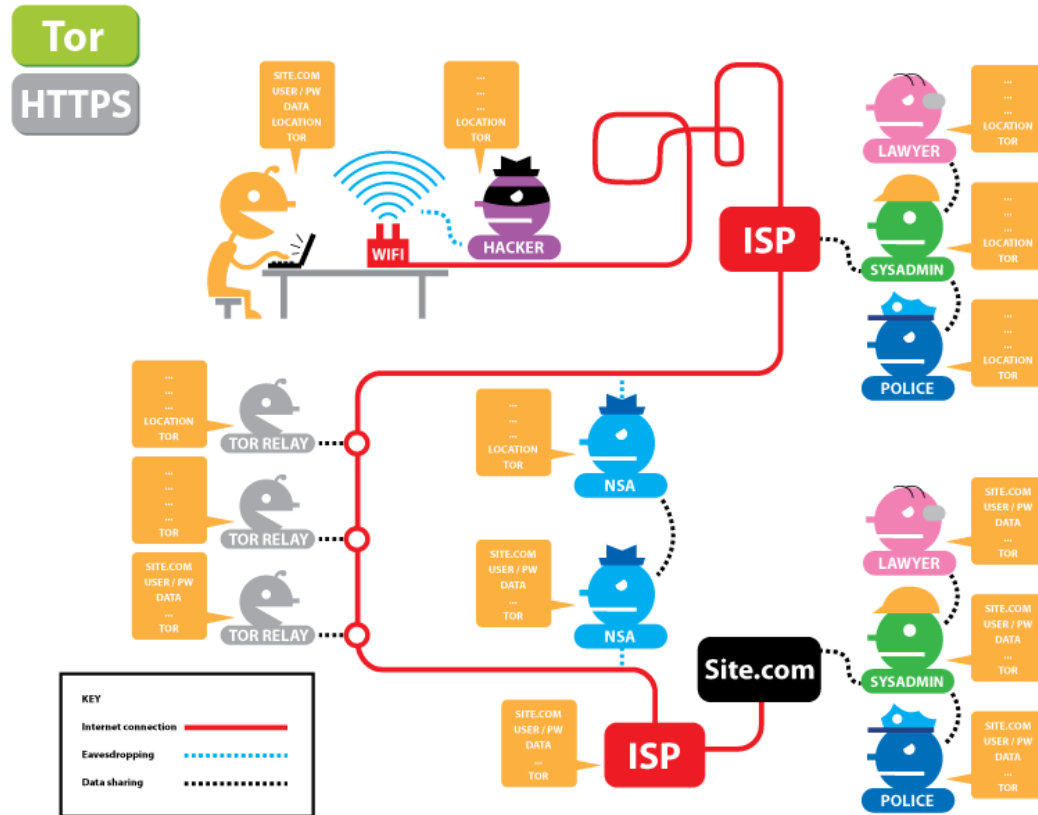 Tor
HTTPS
SITE.COM
USER / PW
DATA
LOCATION
TOR
...
...
...
LOCATION
TOR
WIFI
HACKER
ISP
...
...
...
LOCATION
TOR
LAWYER
...
...
...
LOCATION
TOR
SYSADMIN
...
...
...
LOCATION
TOR
POLICE
...
...
...
LOCATION
TOR
TOR RELAY
...
...
...
...
TOR
TOR RELAY
SITE.COM
USER / PW
DATA
...
TOR
TOR RELAY
...
...
...
LOCATION
TOR
NSA
SITE.COM
USER / PW
DATA
...
TOR
NSA
SITE.COM
USER / PW
DATA
...
TOR
LAWYER
SITE.COM
USER / PW
DATA
...
TOR
SYSADMIN
SITE.COM
USER / PW
DATA
...
TOR
POLICE
Site.com
SITE.COM
USER / PW
DATA
...
TOR
ISP
KEY
Internet connection
Eavesdropping
Data sharing